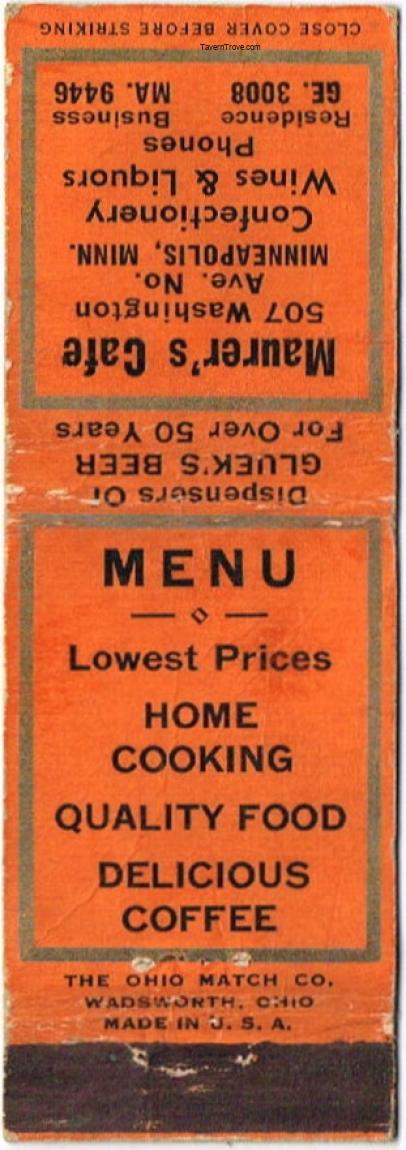 CLOSE COVER BEFORE STRIKING
TavernTrove.com
Maurer's Cafe
507 Washington
Ave. No.
MINNEAPOLIS, MINN.
Confectionery
Wines & Liquors
Phones
Residence Business
GE. 3008 MA. 9446
Dispensers Of
GLUEK'S BEER
For Over 50 Years
MENU
Lowest Prices
HOME
COOKING
QUALITY FOOD
DELICIOUS
COFFEE
THE OHIO MATCH CO.
WADSWORTH, OHIO
MADE IN U. S. A.